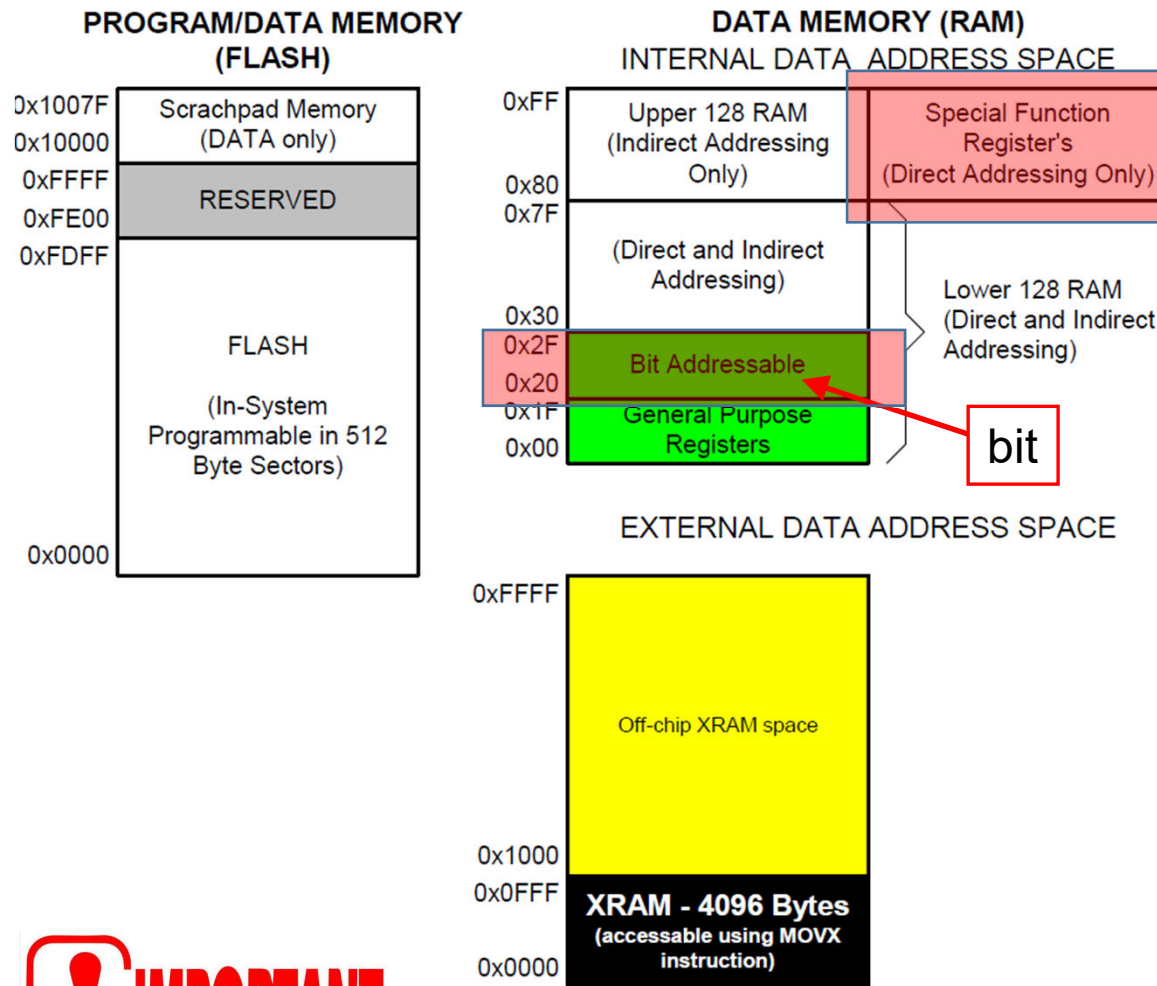 PROGRAM/DATA MEMORY
(FLASH)
0x1007F
Scrachpad Memory
0x10000
(DATA only)
0xFFFF
RESERVED
0xFE00
0xFDFF
FLASH
(In-System
Programmable in 512
Byte Sectors)
0x0000
DATA MEMORY (RAM)
INTERNAL DATA ADDRESS SPACE
0xFF
Upper 128 RAM
(Indirect Addressing
Only)
0x80
Special Function
Register's
(Direct Addressing Only)
0x7F
(Direct and Indirect
Addressing)
0x30
Lower 128 RAM
(Direct and Indirect
Addressing)
0x2F
Bit Addressable
0x20
0x1F
General Purpose
Registers
0x00
bit
EXTERNAL DATA ADDRESS SPACE
0xFFFF
Off-chip XRAM space
0x1000
0x0FFF
XRAM - 4096 Bytes
(accessable using MOVX
instruction)
0x0000
IMPORTANT